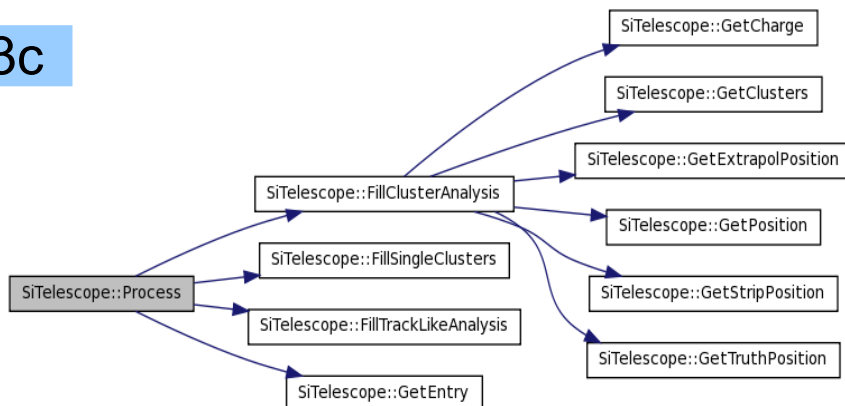 3c
SiTelescope::GetCharge
SiTelescope::GetClusters
SiTelescope::GetExtrapolPosition
SiTelescope::FillClusterAnalysis
SiTelescope::GetPosition
SiTelescope::FillSingleClusters
SiTelescope::Process
SiTelescope::GetStripPosition
SiTelescope::FillTrackLikeAnalysis
SiTelescope::GetTruthPosition
SiTelescope::GetEntry